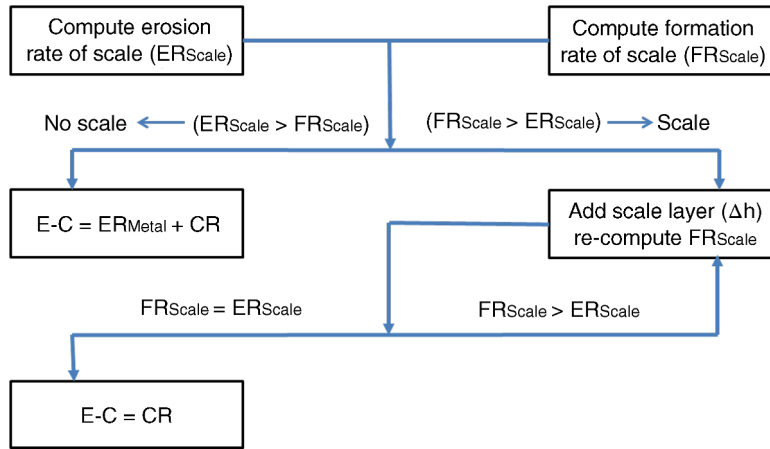 Compute erosion
rate of scale (ERScale)
Compute formation
rate of scale (FRScale)
No scale
(ERScale > FRScale)
(FRScale > ERScale)
Scale
E-C = ERMetal + CR
Add scale layer (Δh)
re-compute FRScale
FRScale = ERScale
FRScale > ERScale
E-C = CR